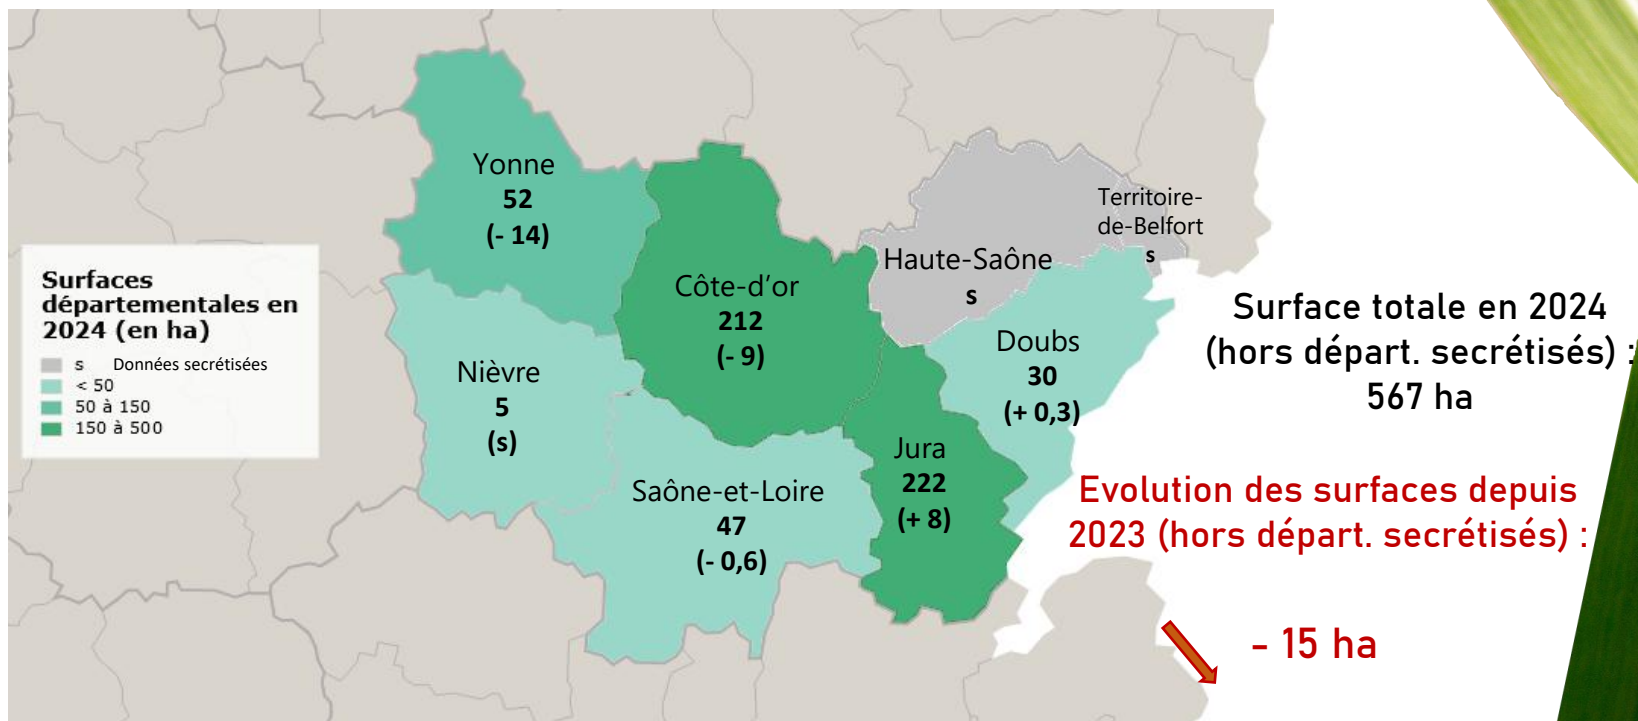 Yonne
52
(- 14)
Territoire-
de-Belfort
s
Haute-Saône
s
Côte-d’or
212
(- 9)
Surfaces
départementales en
2024 (en ha)
s Données secrétisées
< 50
50 à 150
150 à 500
Nièvre
5
(s)
Doubs
30
(+ 0,3)
Jura
222
(+ 8)
Saône-et-Loire
47
(- 0,6)
Surface totale en 2024
(hors départ. secrétisés) :
567 ha
Evolution des surfaces depuis
2023 (hors départ. secrétisés) :
- 15 ha